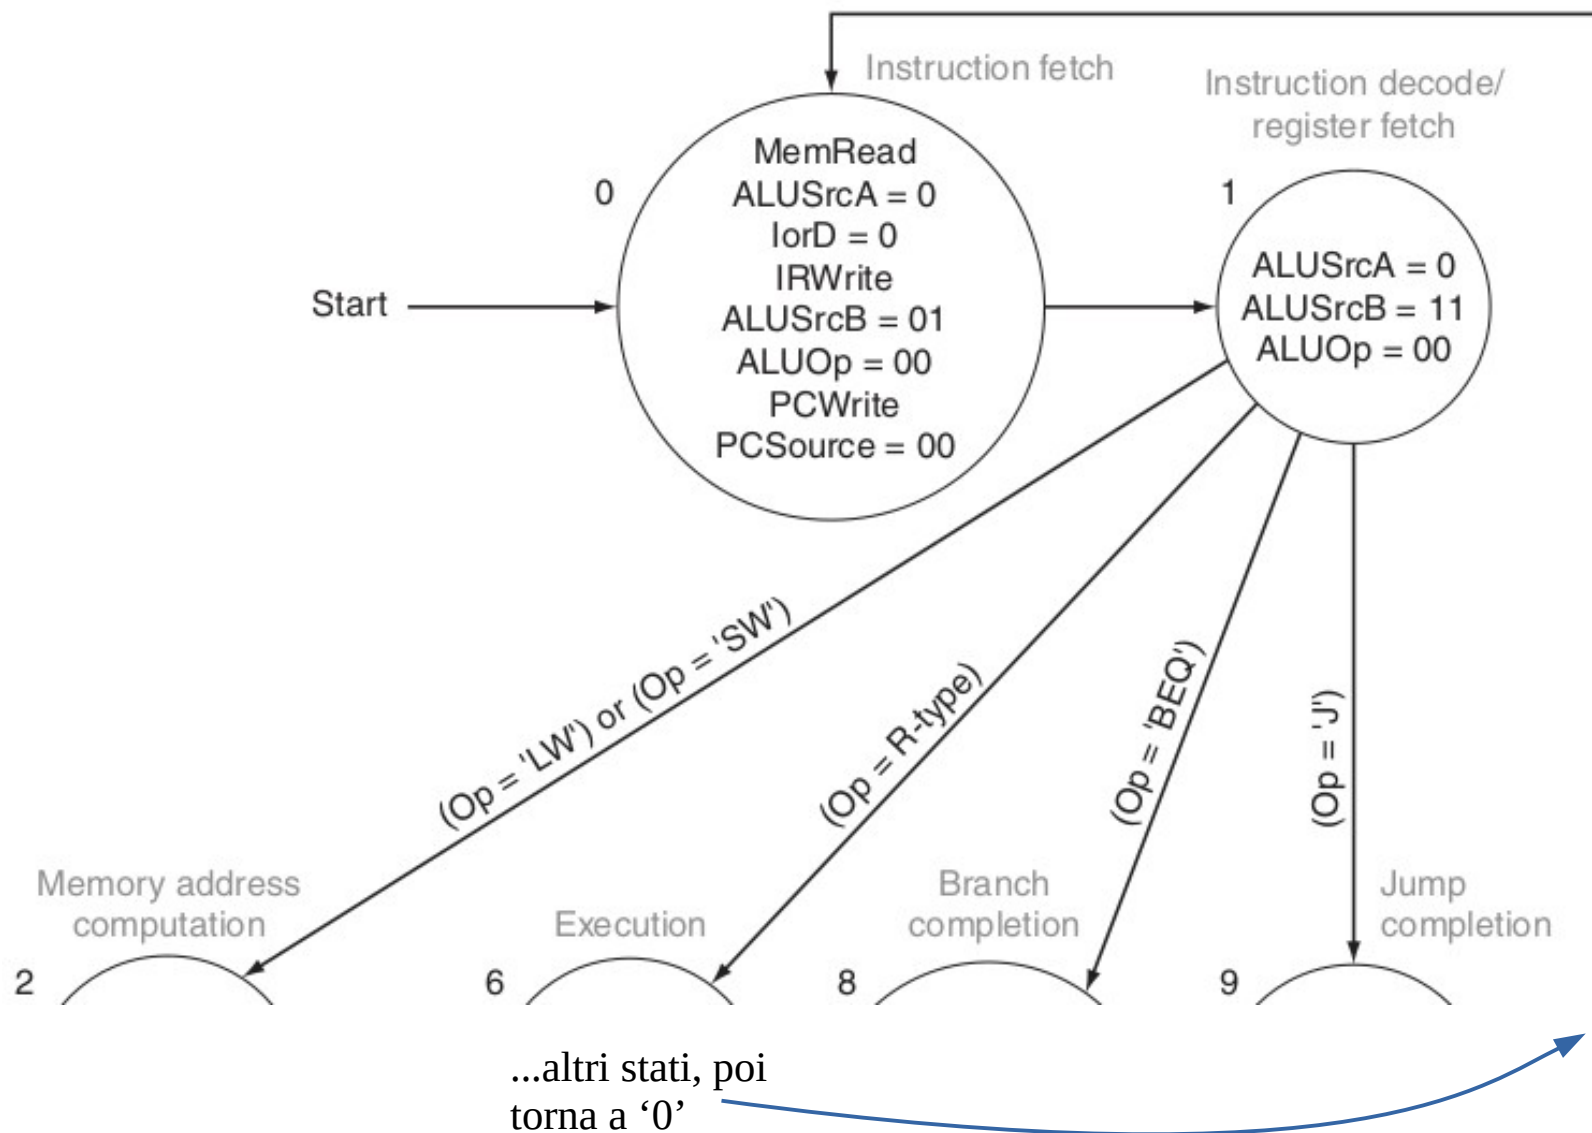 Instruction fetch
Instruction decode/
register fetch
0
MemRead
ALUSrcA = 0
IorD = 0
IRWrite
ALUSrcB = 01
ALUOp = 00
PCWrite
PCSource = 00
1
ALUSrcA = 0
ALUSrcB = 11
ALUOp = 00
Start
(Op = 'LW') or (Op = 'SW')
(Op = R-type)
(Op = 'BEQ')
(Op = 'J')
Memory address
computation
Execution
Branch
completion
Jump
completion
2
6
8
9
...altri stati, poi
torna a ‘0’